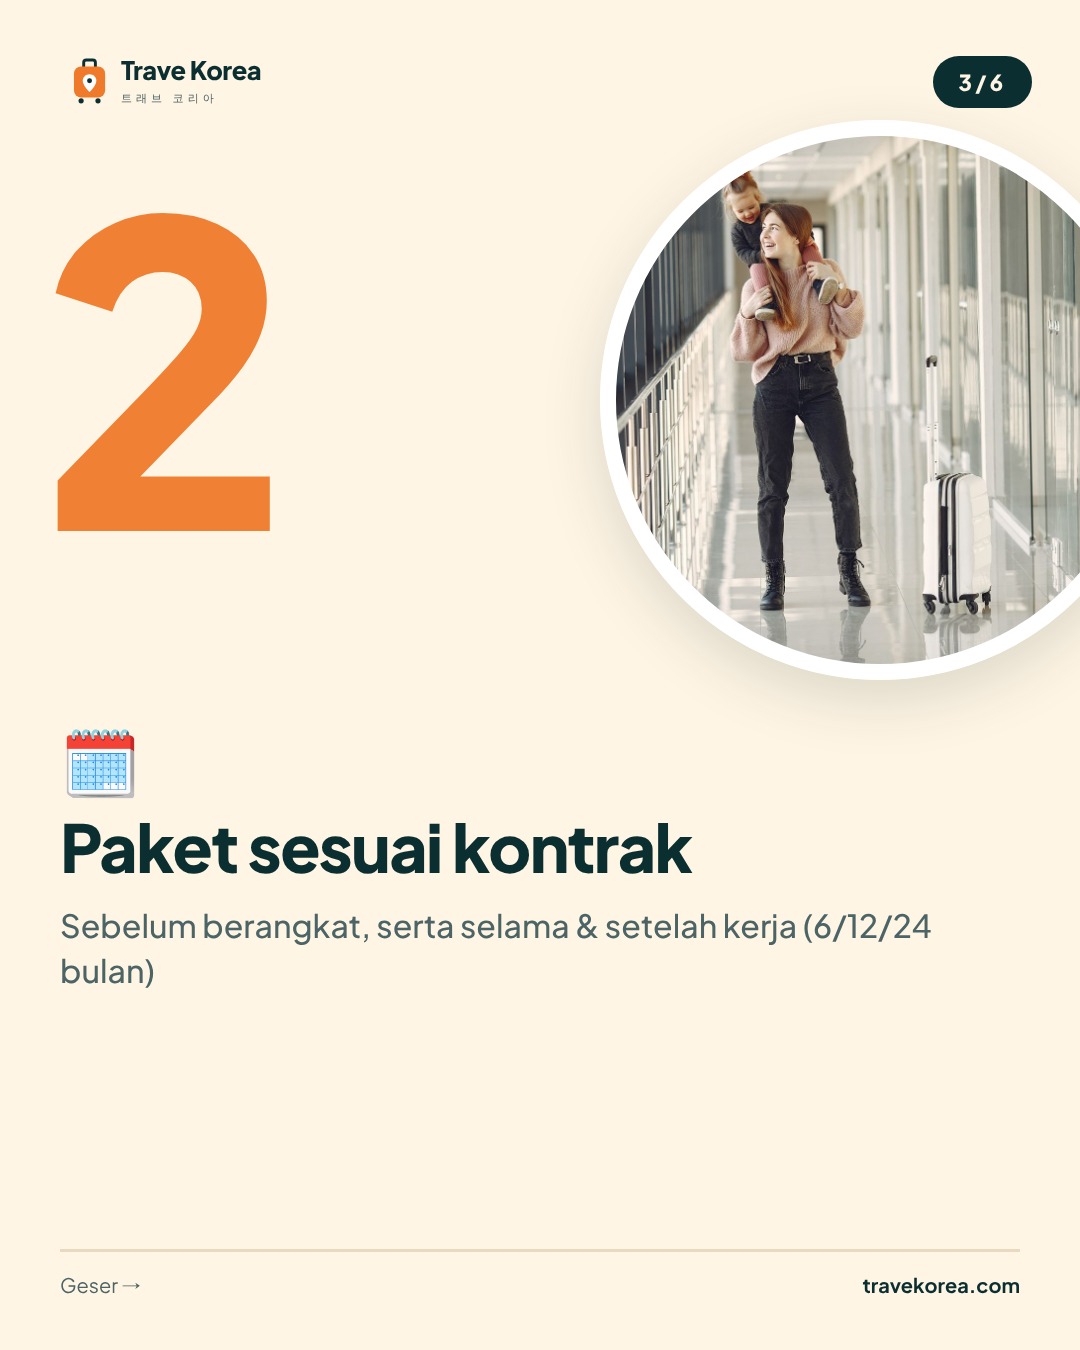 Trave Korea
트래브 코리아
3/6
2
Paket sesuai kontrak
Sebelum berangkat, serta selama & setelah kerja (6/12/24
bulan)
Geser →
travekorea.com